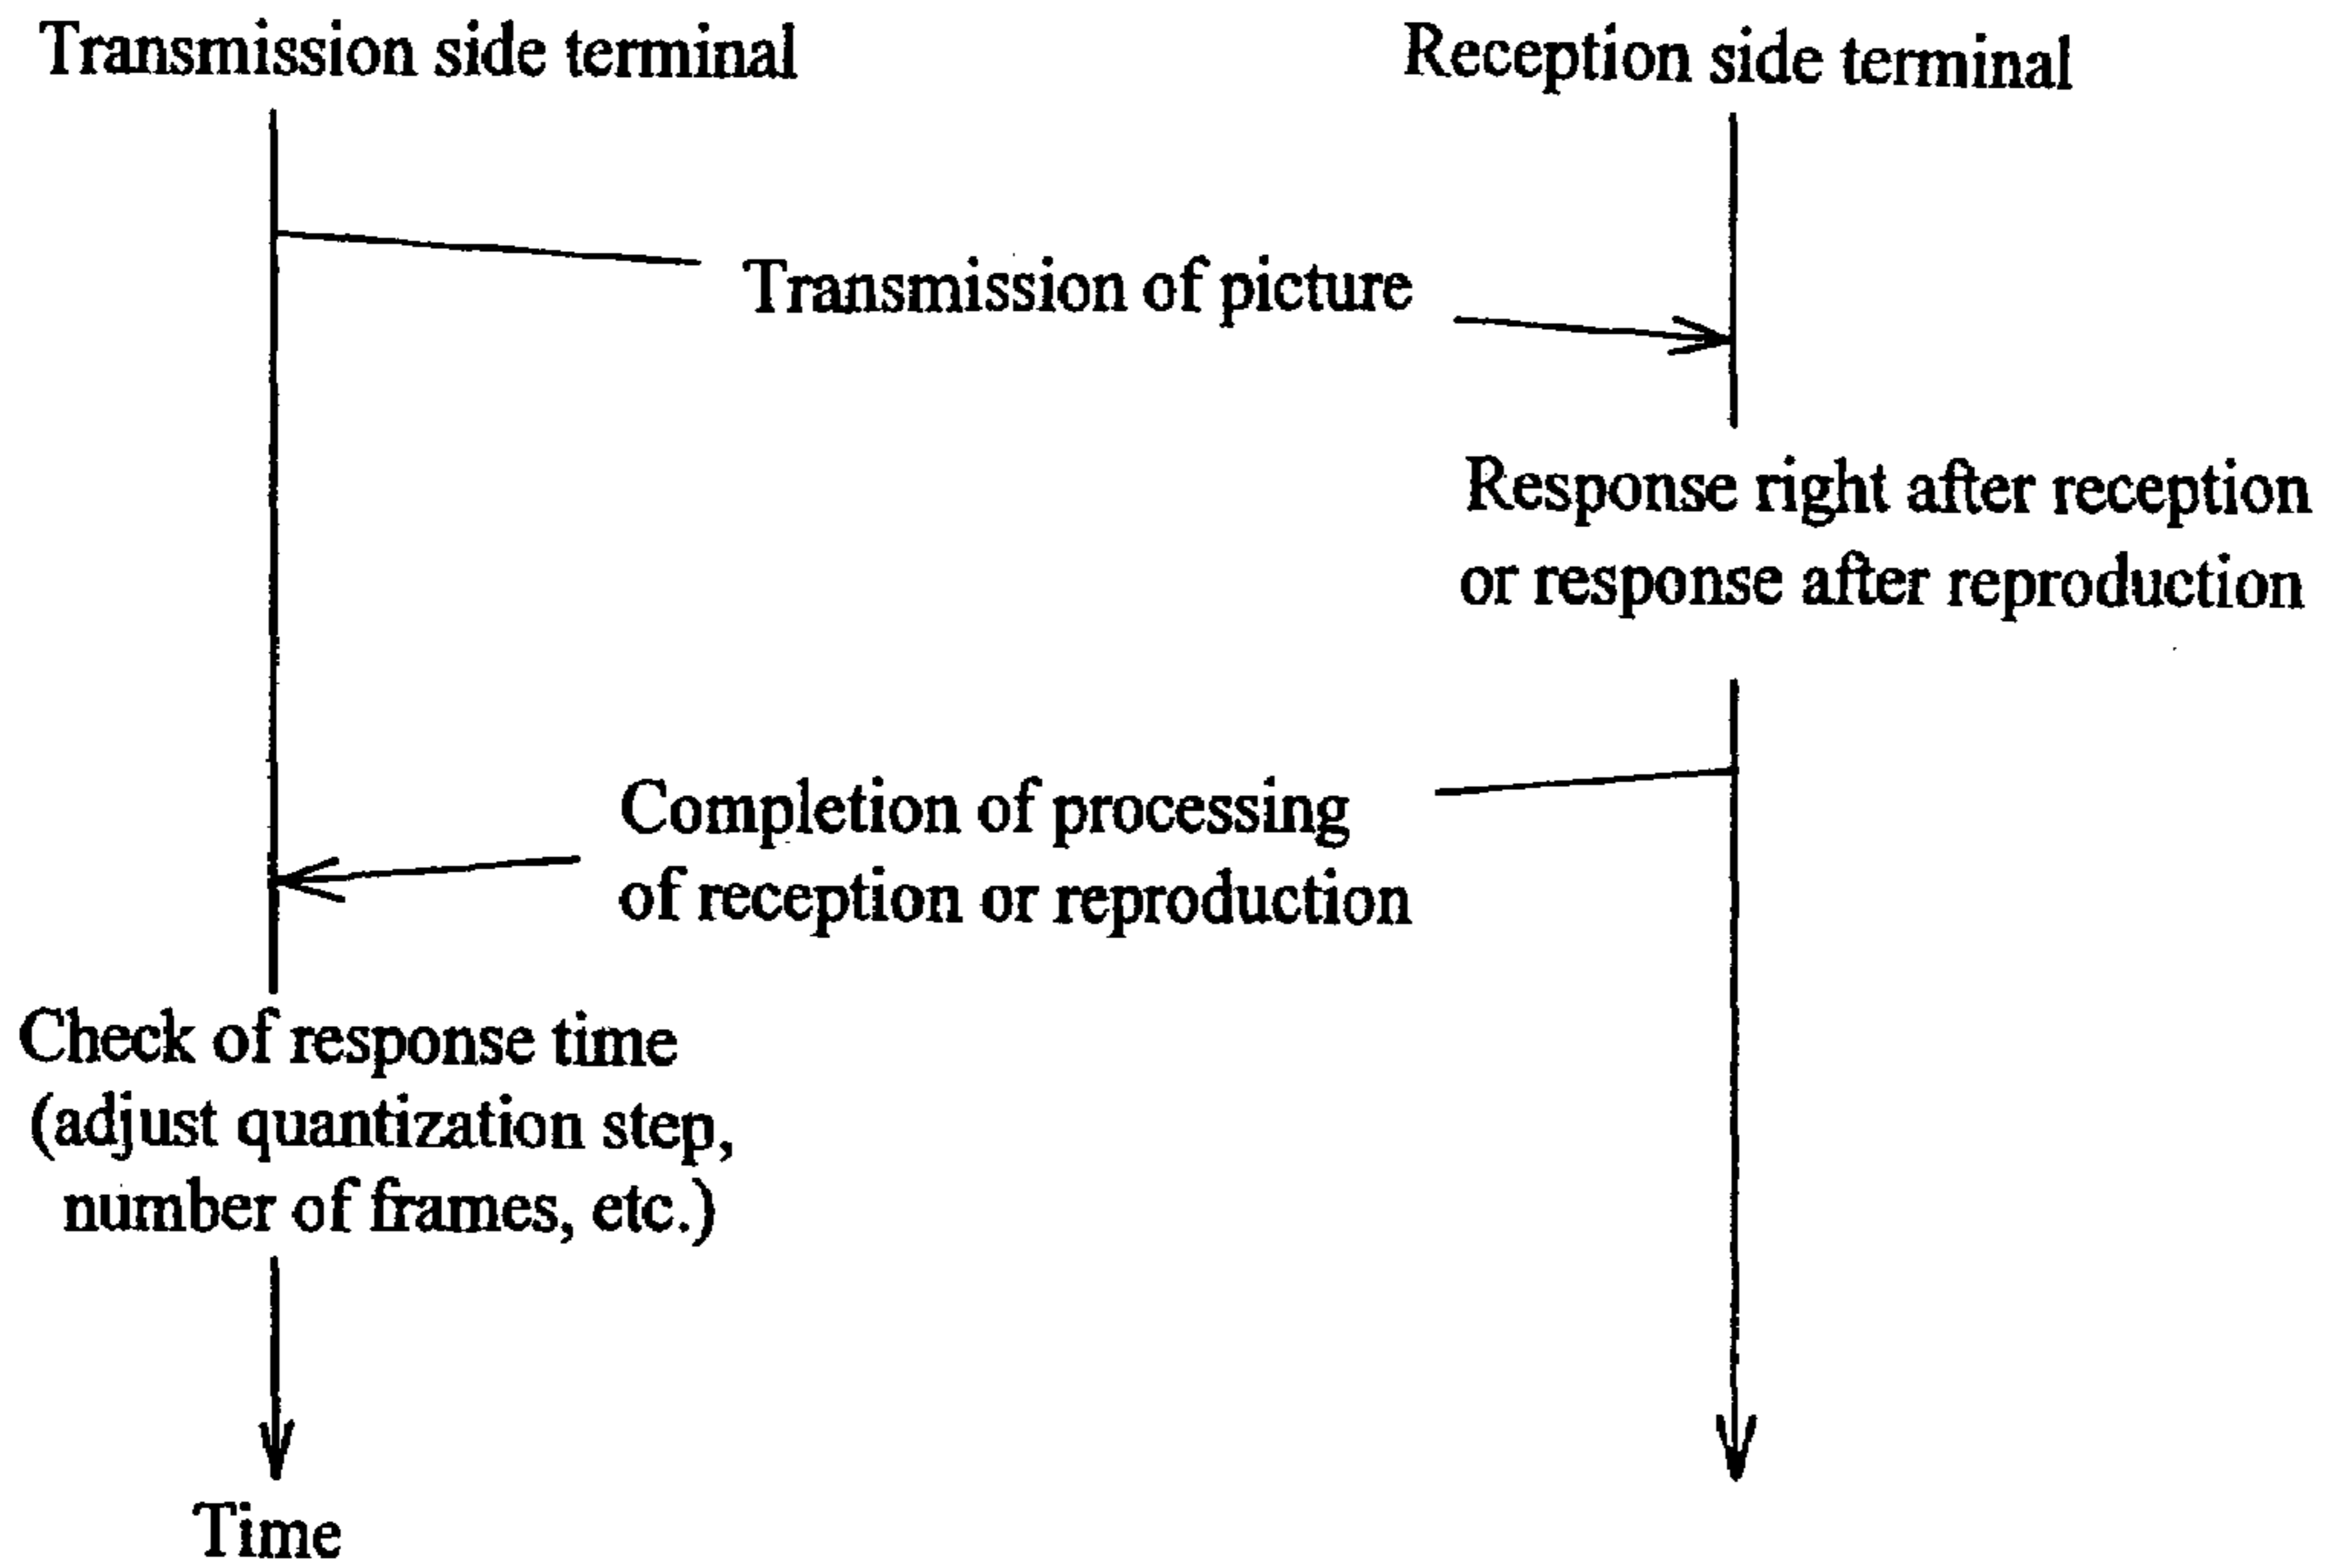 Transmission side terminal
Reception side terminal
Transmission of picture
Response right after reception
or response after reproduction
Completion of processing
of reception or reproduction
Check of response time
(adjust quantization step,
number of frames, etc.)
Time